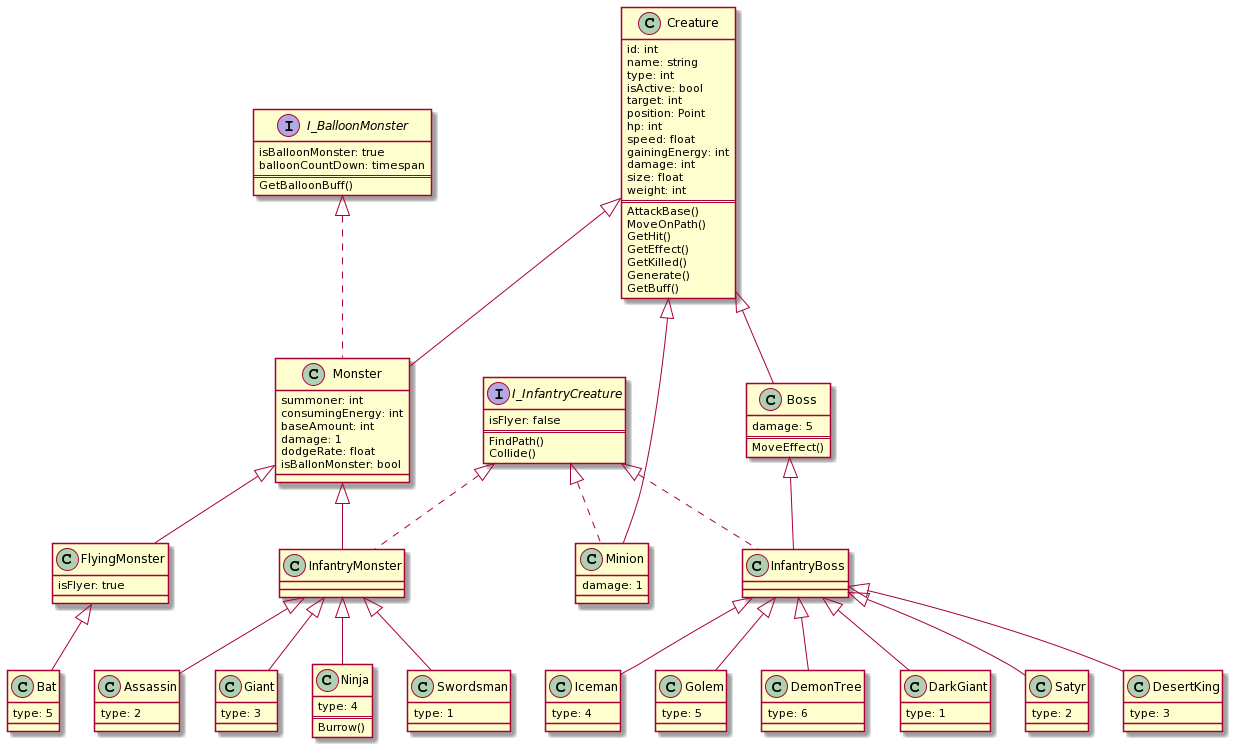 C Creature
id: int
name: string
type: int
isActive: bool
target: int
position: Point
hp: int
speed: float
gainingEnergy: int
damage: int
size: float
weight: int
AttackBase()
MoveOnPath()
GetHit()
GetEffect()
GetKilled()
Generate()
GetBuff()
I I_BalloonMonster
isBalloonMonster: true
balloonCountDown: timespan
GetBalloonBuff()
C Monster
summoner: int
consumingEnergy: int
baseAmount: int
damage: 1
dodgeRate: float
isBallonMonster: bool
I I_InfantryCreature
isFlyer: false
FindPath()
Collide()
C Boss
damage: 5
MoveEffect()
C FlyingMonster
isFlyer: true
C InfantryMonster
C Minion
damage: 1
C InfantryBoss
C Bat
type: 5
C Assassin
type: 2
C Giant
type: 3
C Ninja
type: 4
Burrow()
C Swordsman
type: 1
C Iceman
type: 4
C Golem
type: 5
C DemonTree
type: 6
C DarkGiant
type: 1
C Satyr
type: 2
C DesertKing
type: 3